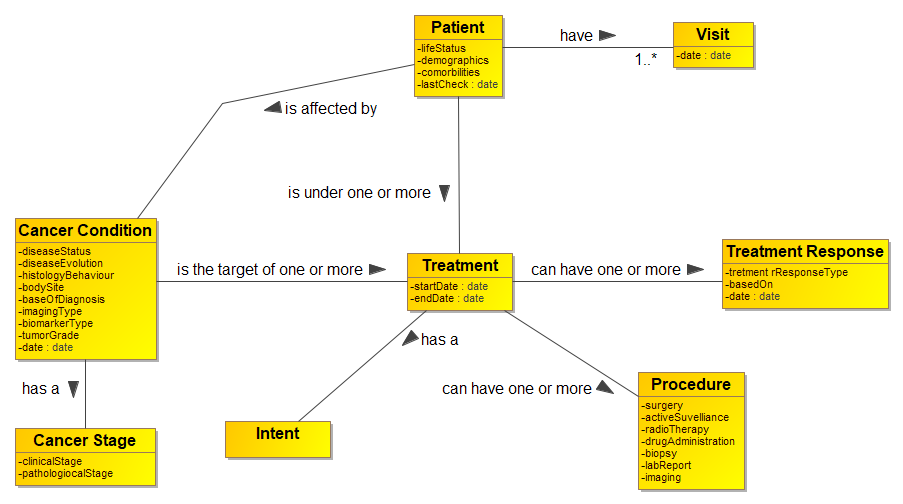 Patient
-lifeStatus
-demographics
-comorbilities
-lastCheck : date
have
1..*
Visit
-date : date
is affected by
is under one or more
Cancer Condition
-diseaseStatus
-diseaseEvolution
-histologyBehaviour
-bodySite
-baseOfDiagnosis
-imagingType
-biomarkerType
-tumorGrade
-date : date
is the target of one or more
Treatment
-startDate : date
-endDate : date
can have one or more
Treatment Response
-tretment rResponseType
-basedOn
-date : date
has a
Cancer Stage
-clinicalStage
-pathologiocalStage
has a
Intent
can have one or more
Procedure
-surgery
-activeSuvelliance
-radioTherapy
-drugAdministration
-biopsy
-labReport
-imaging